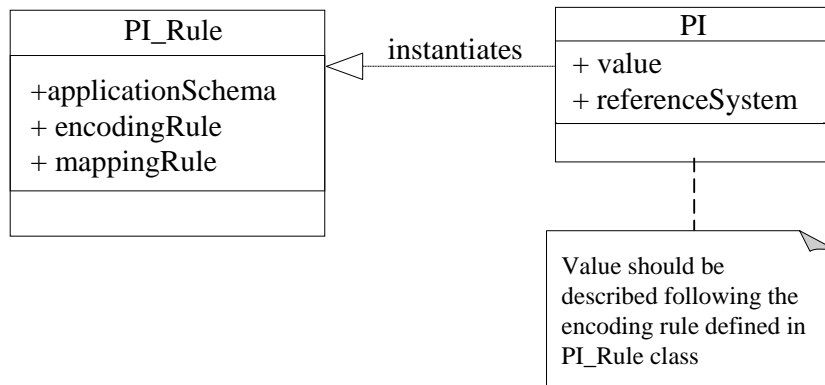 PI_Rule
+applicationSchema
+ encodingRule
+ mappingRule
instantiates
PI
+ value
+ referenceSystem
Value should be
described following the
encoding rule defined in
PI_Rule class